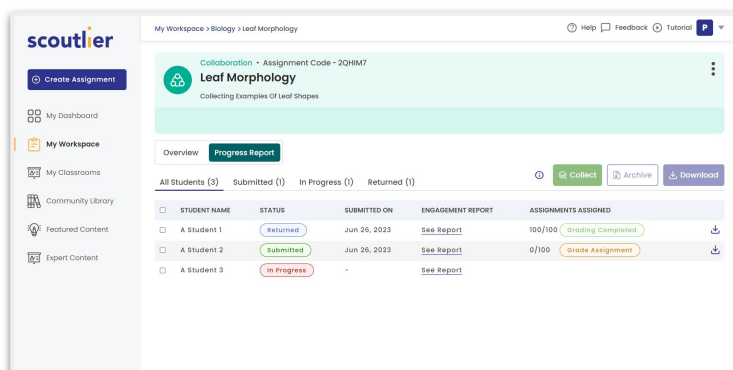 scoutlier
My Workspace > Biology > Leaf Morphology
Help Feedback Tutorial P
Create Assignment
My Dashboard
My Workspace
My Classrooms
Community Library
Featured Content
Expert Content
Collaboration • Assignment Code - 2QHIM7
Leaf Morphology
Collecting Examples Of Leaf Shapes
Overview Progress Report
All Students (3) Submitted (1) In Progress (1) Returned (1)
Collect Archive Download
STUDENT NAME STATUS SUBMITTED ON ENGAGEMENT REPORT ASSIGNMENTS ASSIGNED
A Student 1 Returned Jun 26, 2023 See Report 100/100 Grading Completed
A Student 2 Submitted Jun 26, 2023 See Report 0/100 Grade Assignment
A Student 3 In Progress - See Report